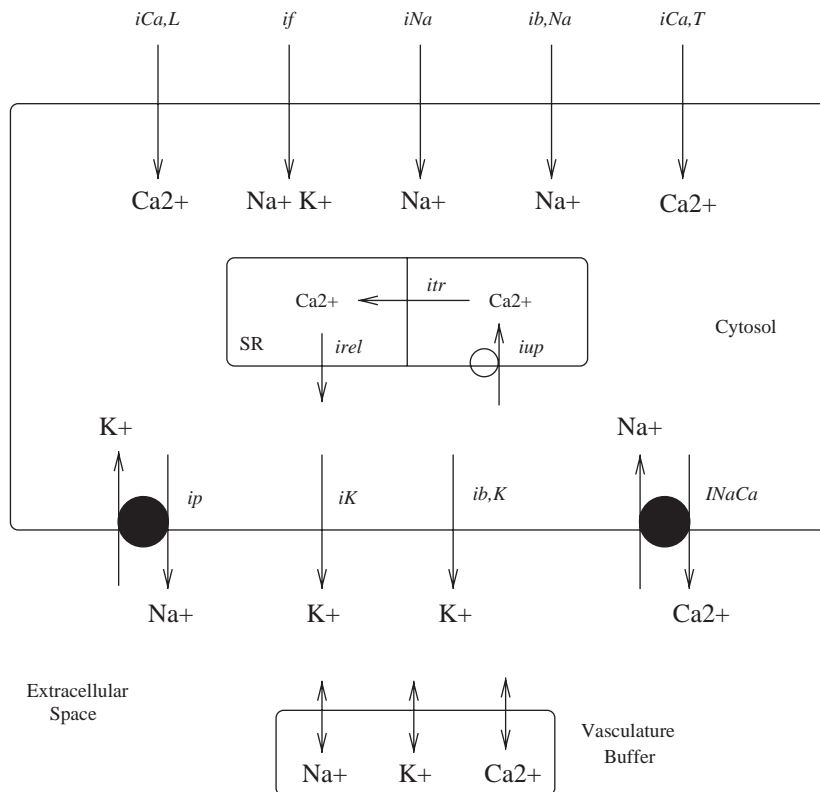 iCa,L if iNa ib,Na iCa,T
Ca2+ Na+ K+ Na+ Na+ Ca2+
itr
Ca2+ Ca2+
Cytosol
SR irel iup
K+ Na+
ip iK ib,K INaCa
Na+ K+ K+ Ca2+
Extracellular
Space
Vasculature
Buffer
Na+ K+ Ca2+